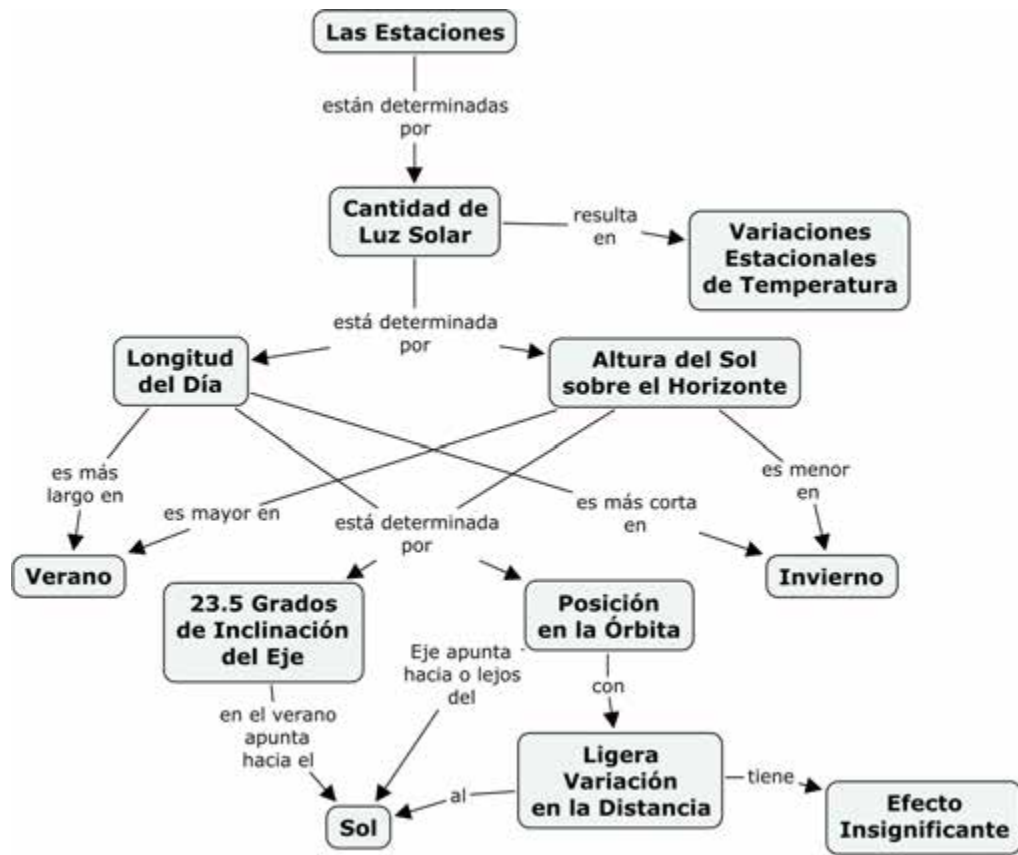 Las Estaciones
están determinadas
por
Cantidad de
Luz Solar
resulta
en
Variaciones
Estacionales
de Temperatura
está determinada
por
Longitud
del Día
Altura del Sol
sobre el Horizonte
es más
largo en
es mayor en
está determinada
por
es más corta
en
es menor
en
Verano
Invierno
23.5 Grados
de Inclinación
del Eje
Posición
en la Órbita
Eje apunta
hacia o lejos
del
con
en el verano
apunta
hacia el
Ligera
Variación
en la Distancia
tiene
al
Sol
Efecto
Insignificante